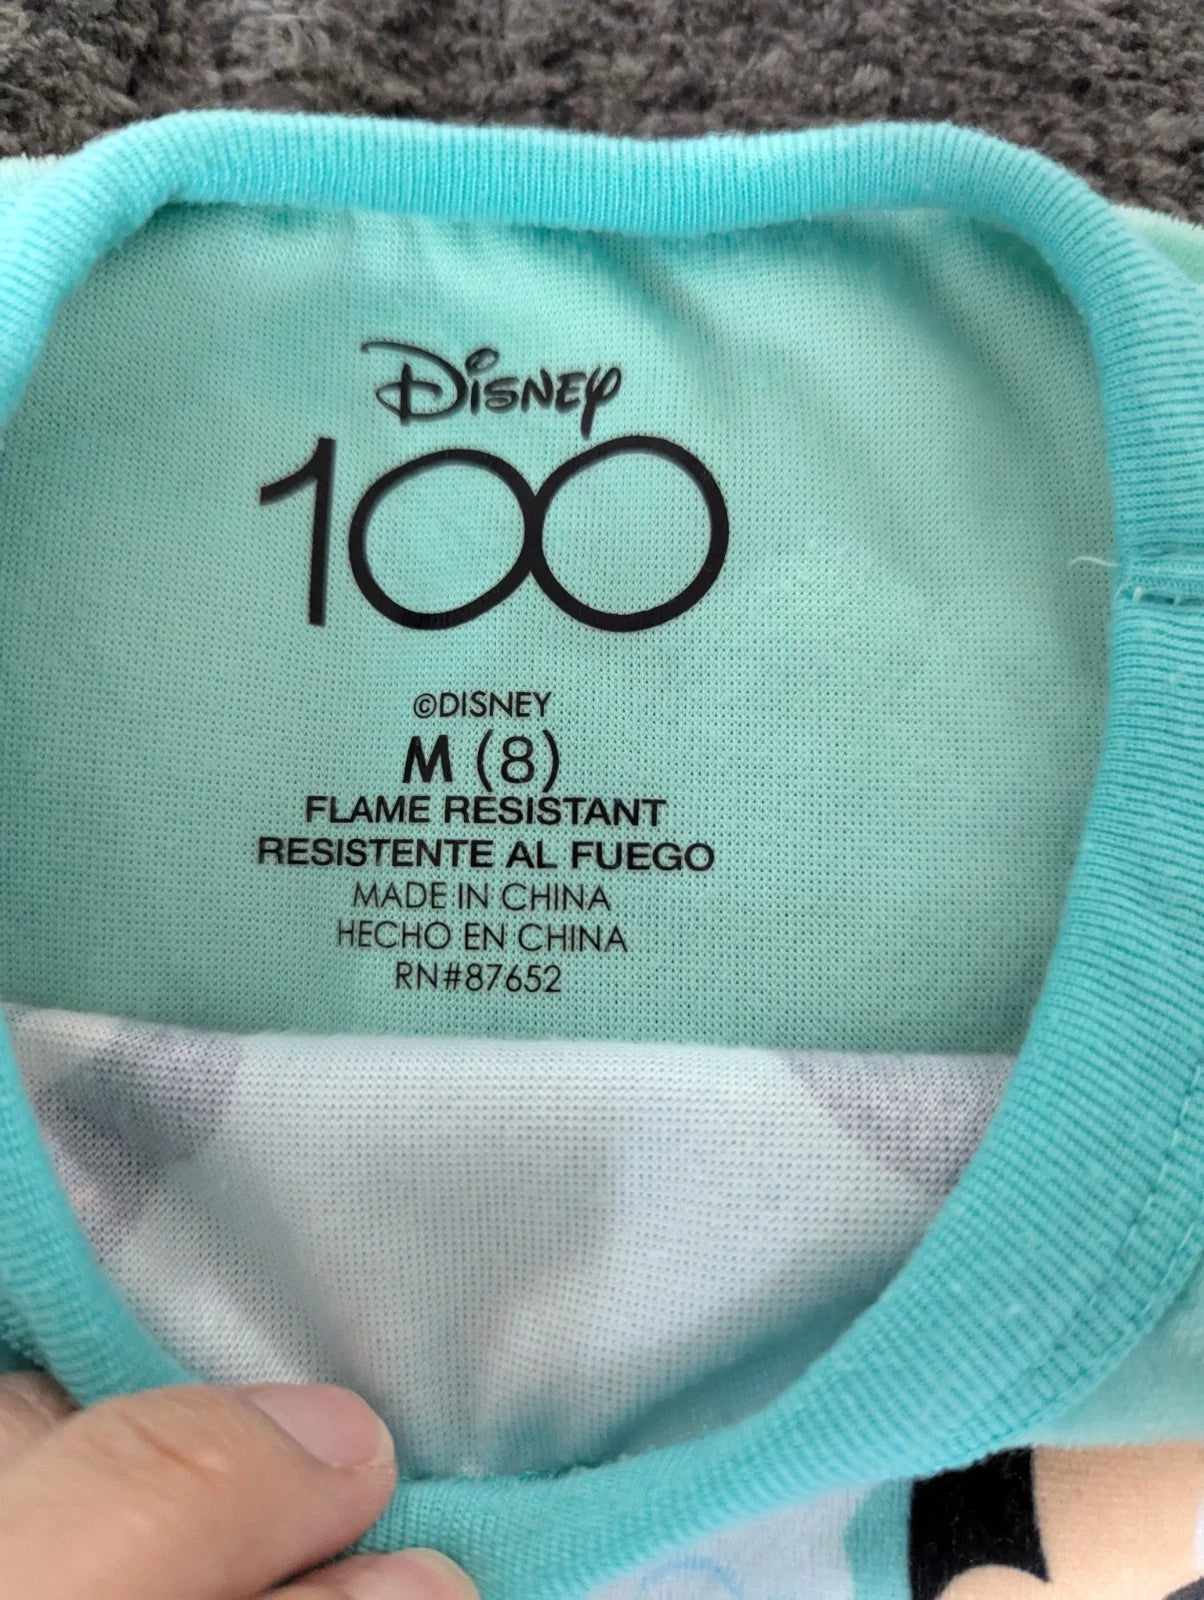 Disney
100
©DISNEY
M (8)
FLAME RESISTANT
RESISTENTE AL FUEGO
MADE IN CHINA
HECHO EN CHINA
RN#87652